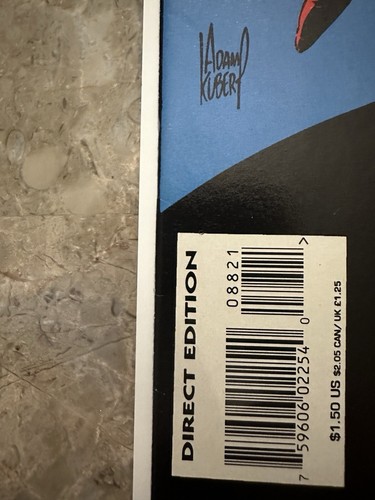 ADAM
KUBERT
DIRECT EDITION
08821
7 59606 02254 0
>
$1.50 US $2.05 CAN/ UK £1.25